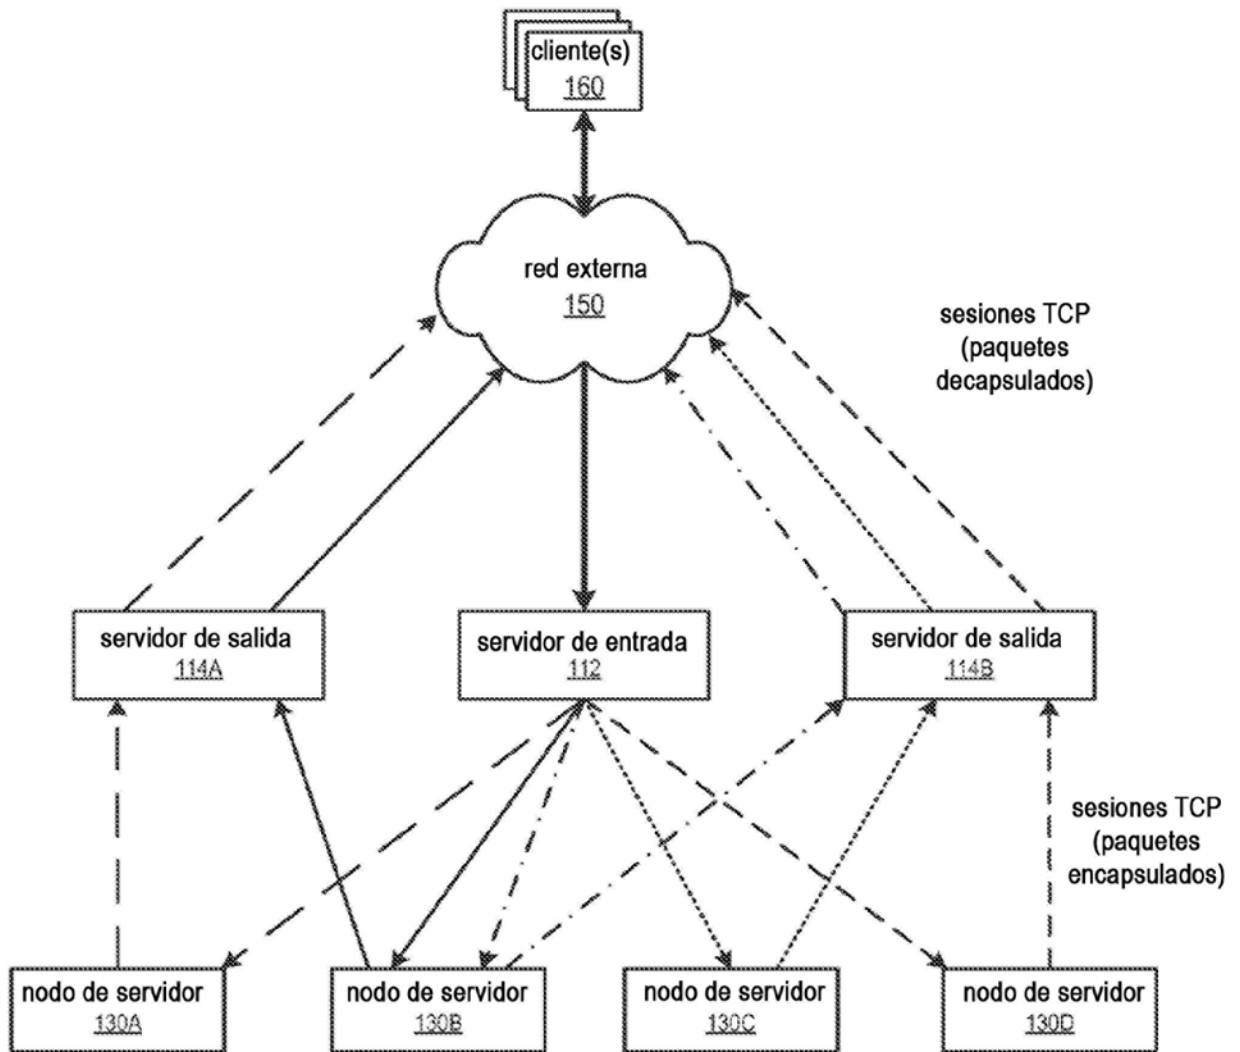 cliente(s)
160
red externa
150
sesiones TCP
(paquetes
decapsulados)
servidor de salida
114A
servidor de entrada
112
servidor de salida
114B
sesiones TCP
(paquetes
encapsulados)
nodo de servidor
130A
nodo de servidor
130B
nodo de servidor
130C
nodo de servidor
130D